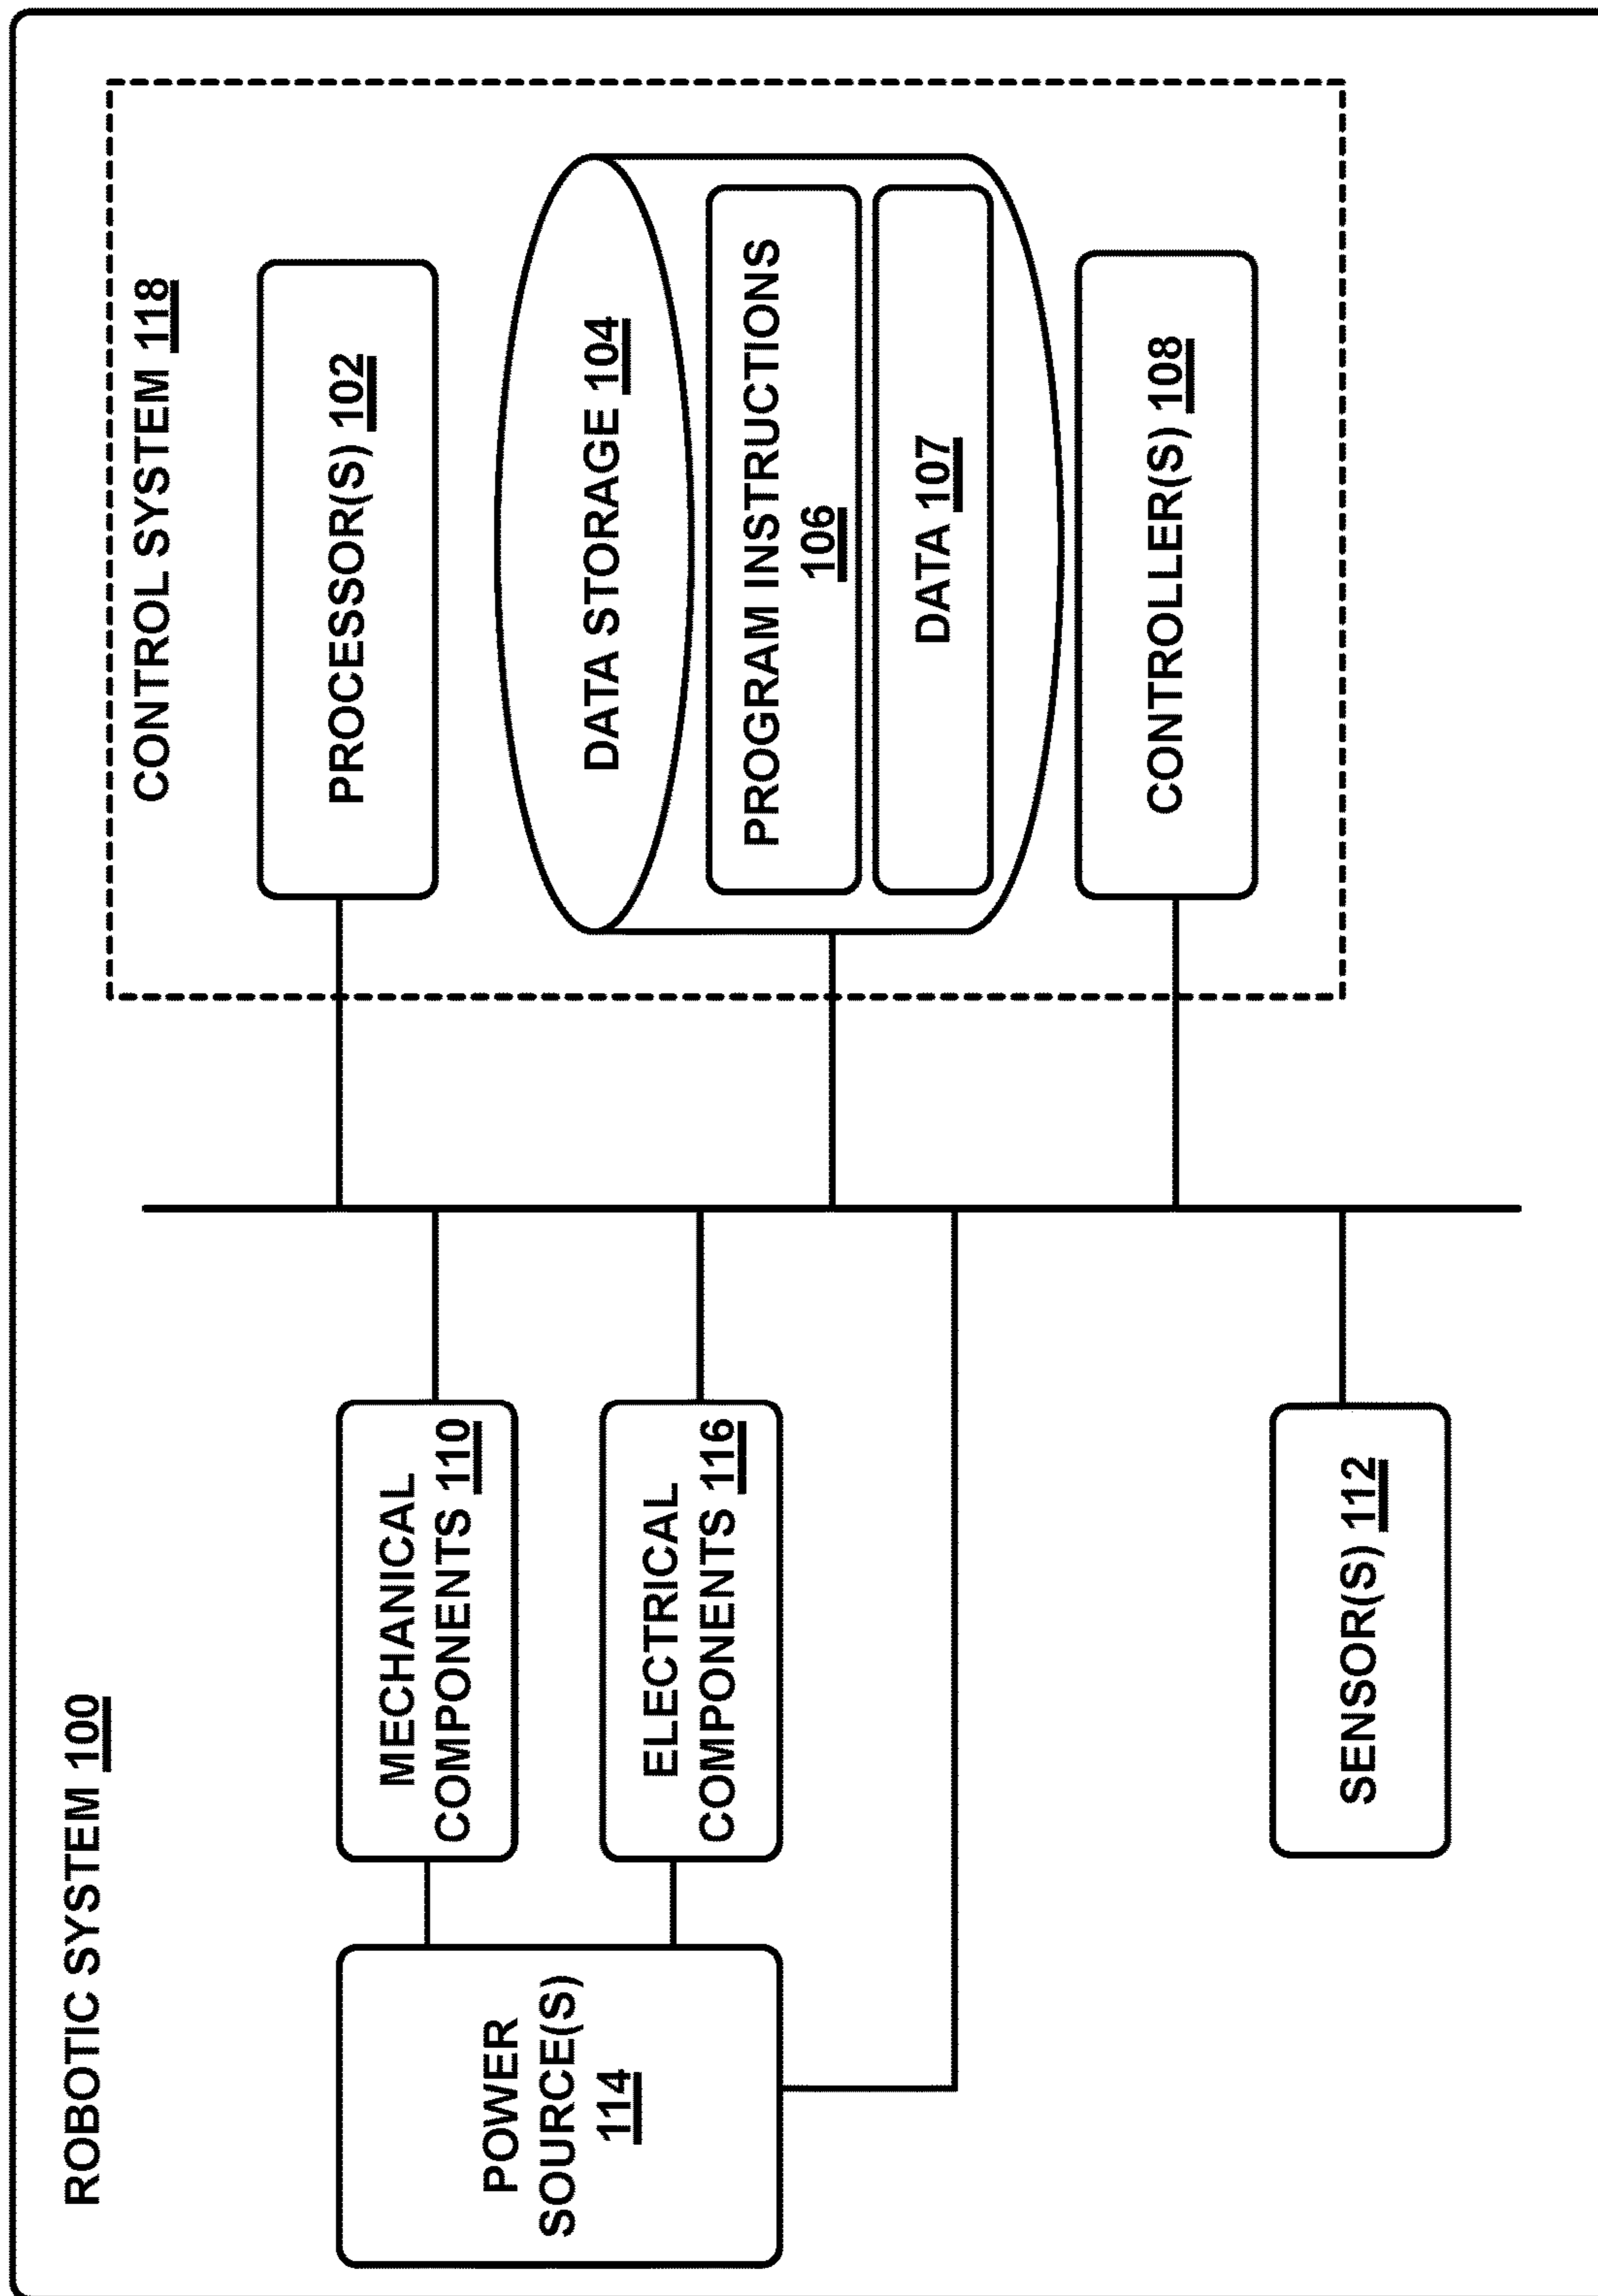 ROBOTIC SYSTEM 100
CONTROL SYSTEM 118
POWER
SOURCE(S)
114
MECHANICAL
COMPONENTS 110
ELECTRICAL
COMPONENTS 116
SENSOR(S) 112
PROCESSOR(S) 102
DATA STORAGE 104
PROGRAM INSTRUCTIONS
106
DATA 107
CONTROLLER(S) 108